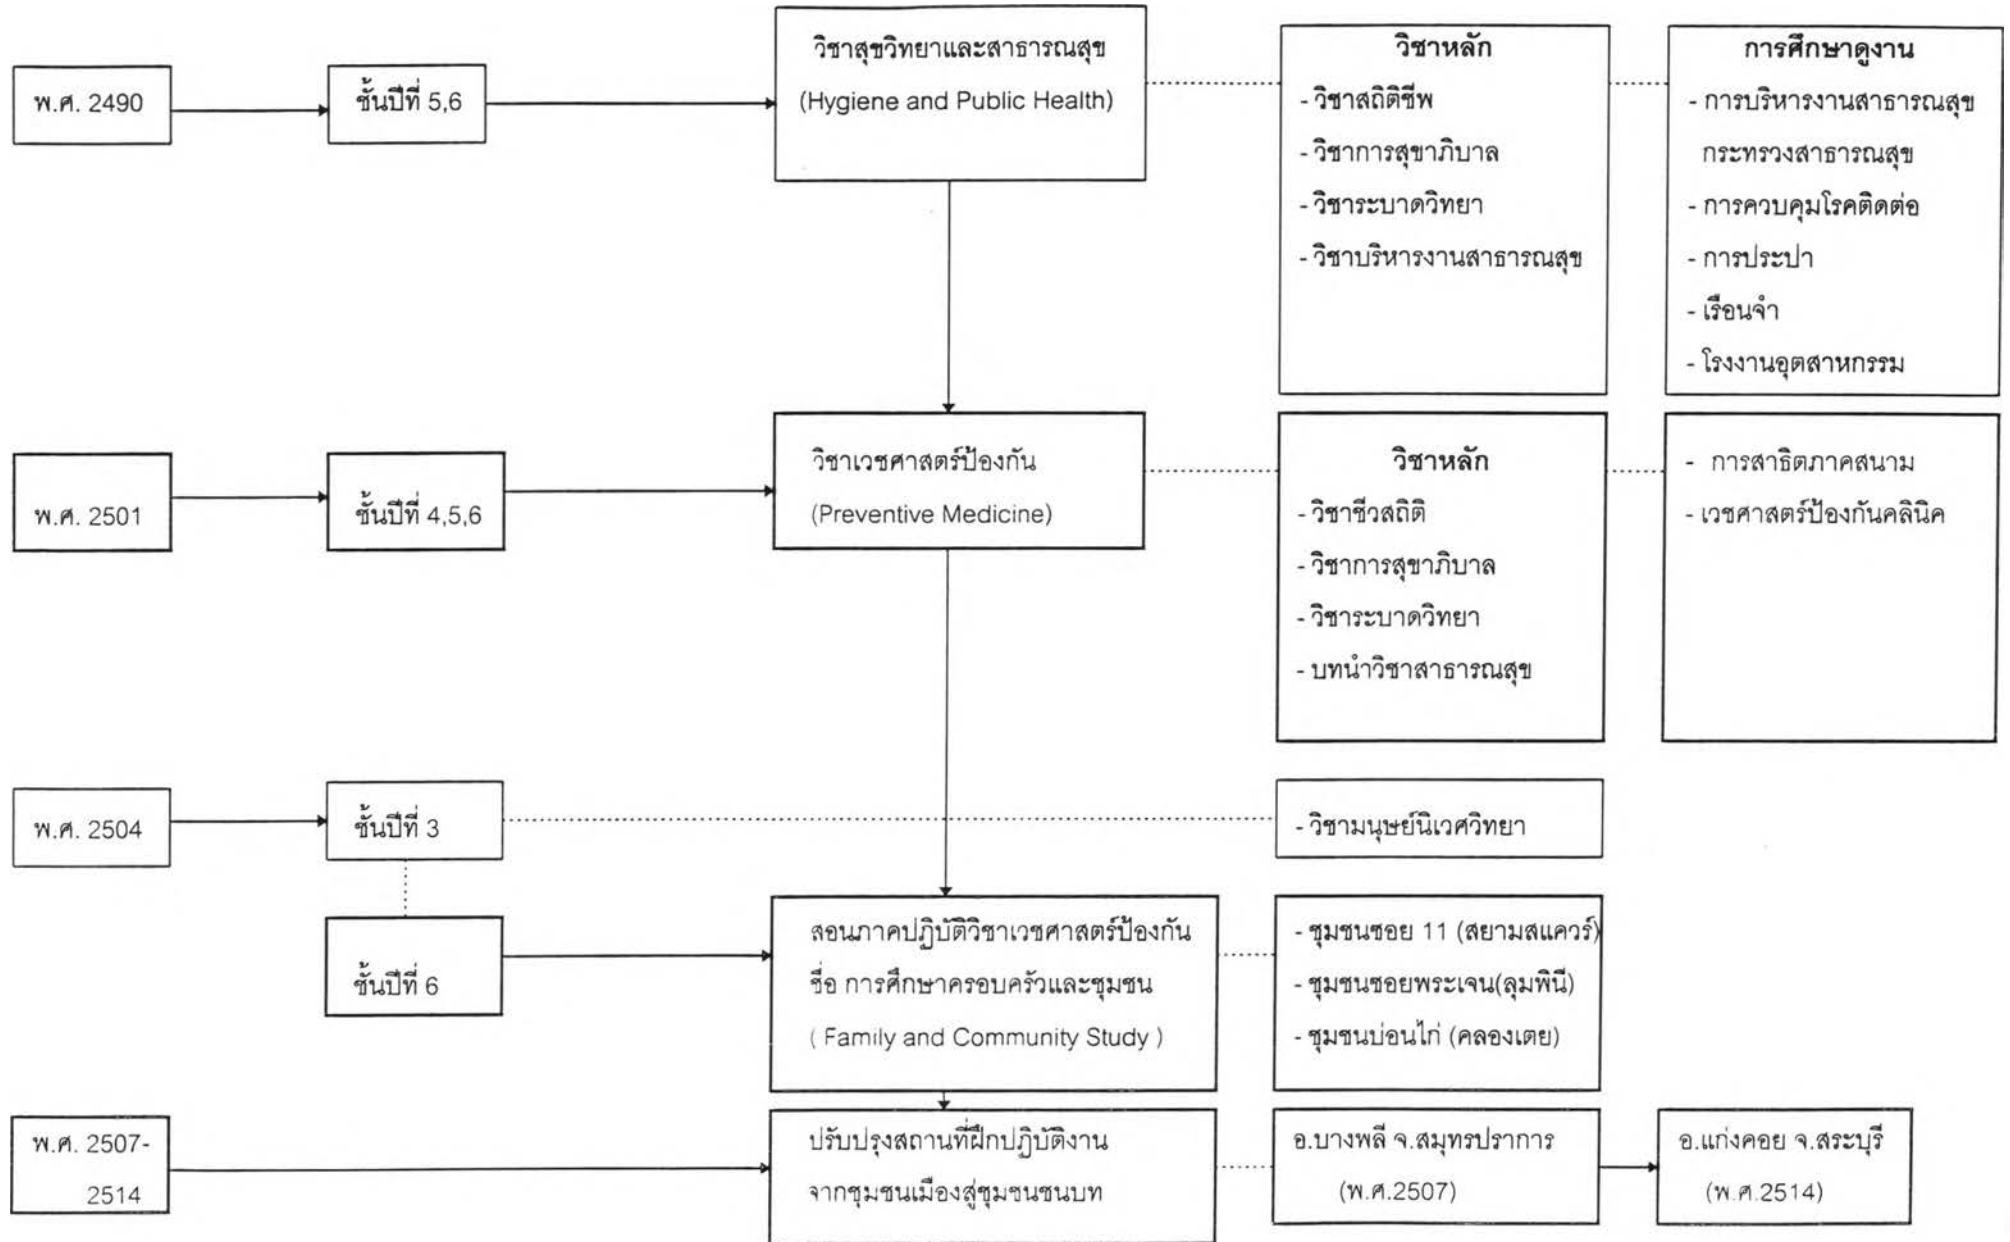 พ.ศ. 2490
ชั้นปีที่ 5,6
วิชาสุขวิทยาและสาธารณสุข
(Hygiene and Public Health)
วิชาหลัก
- วิชาสถิติชีพ
- วิชาการสุขาภิบาล
- วิชาระบาดวิทยา
- วิชาบริหารงานสาธารณสุข
การศึกษาดูงาน
- การบริหารงานสาธารณสุข
กระทรวงสาธารณสุข
- การควบคุมโรคติดต่อ
- การประปา
- เรือนจำ
- โรงงานอุตสาหกรรม
พ.ศ. 2501
ชั้นปีที่ 4,5,6
วิชาเวชศาสตร์ป้องกัน
(Preventive Medicine)
วิชาหลัก
- วิชาชีวสถิติ
- วิชาการสุขาภิบาล
- วิชาระบาดวิทยา
- บทนำวิชาสาธารณสุข
- การสาธิตภาคสนาม
- เวชศาสตร์ป้องกันคลินิค
พ.ศ. 2504
ชั้นปีที่ 3
- วิชามนุษย์นิเวศวิทยา
ชั้นปีที่ 6
สอนภาคปฏิบัติวิชาเวชศาสตร์ป้องกัน
ชื่อ การศึกษาครอบครัวและชุมชน
( Family and Community Study )
- ชุมชนซอย 11 (สยามสแควร์)
- ชุมชนซอยพระเจน(ลุมพินี)
- ชุมชนบ่อนไก่ (คลองเตย)
พ.ศ. 2507-
2514
ปรับปรุงสถานที่ฝึกปฏิบัติงาน
จากชุมชนเมืองสู่ชุมชนชนบท
อ.บางพลี จ.สมุทรปราการ
(พ.ศ.2507)
อ.แก่งคอย จ.สระบุรี
(พ.ศ.2514)